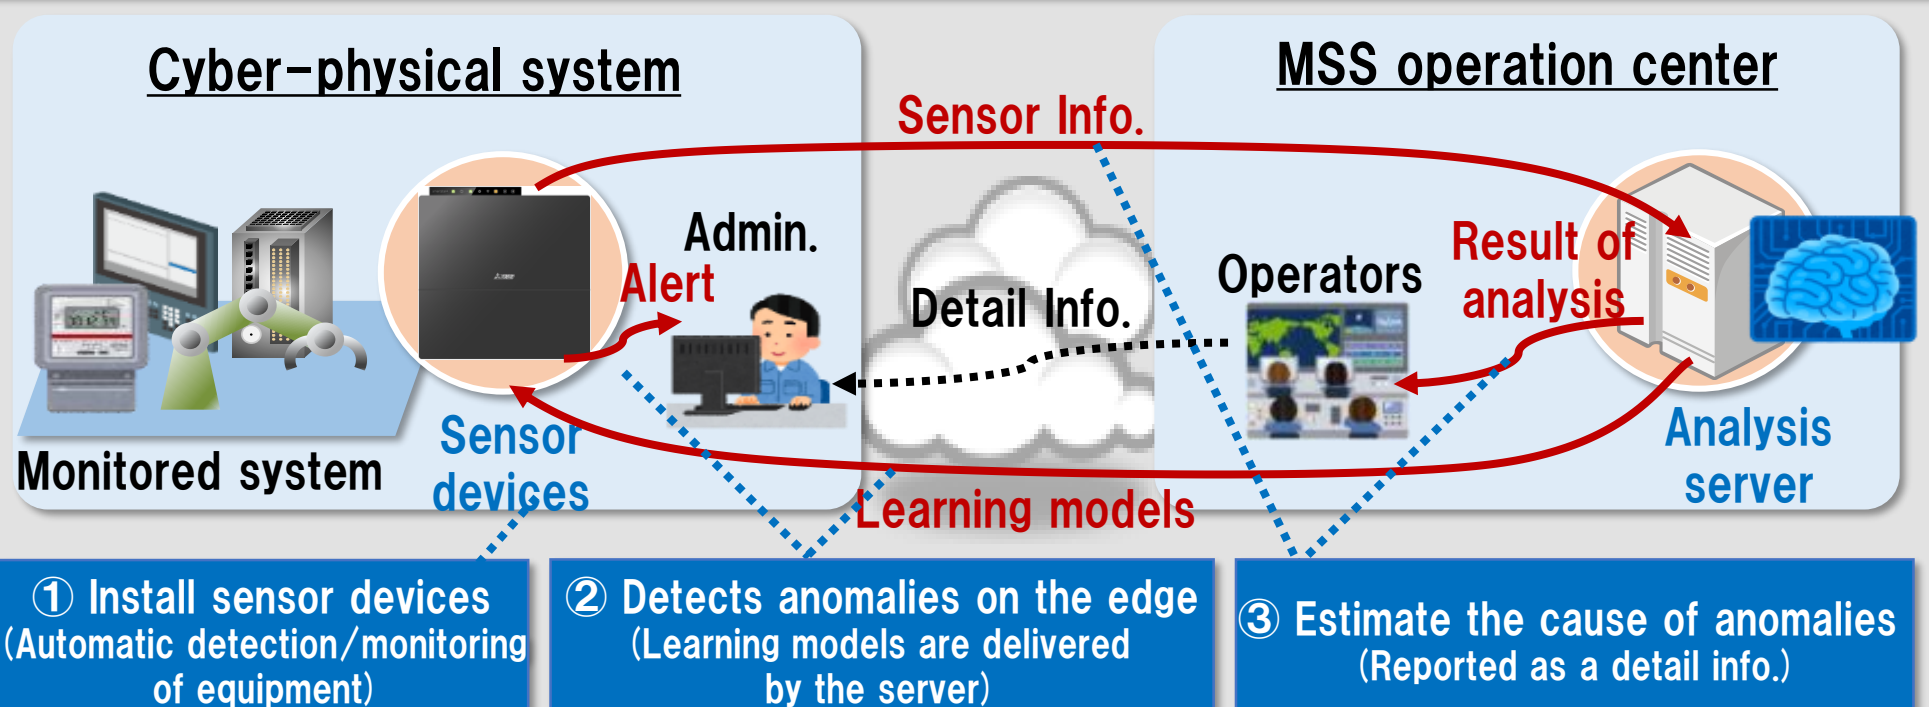 Cyber-physical system
MSS operation center
Sensor Info.
Admin.
Alert
Result of
analysis
Operators
Detail Info.
Sensor
devices
Monitored system
Analysis
server
Learning models
① Install sensor devices
(Automatic detection/monitoring
of equipment)
② Detects anomalies on the edge
(Learning models are delivered
by the server)
③ Estimate the cause of anomalies
(Reported as a detail info.)